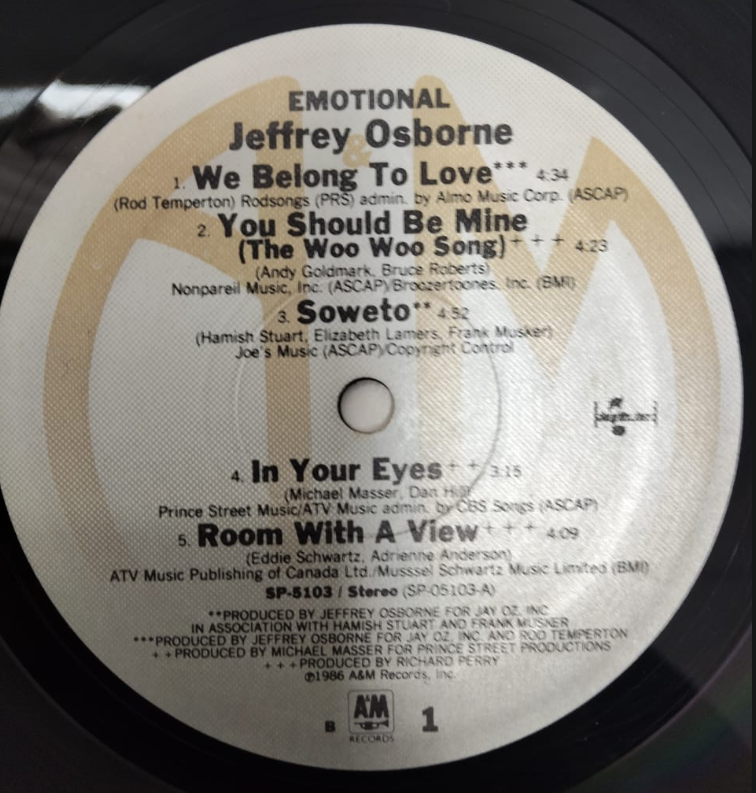 EMOTIONAL
Jeffrey Osborne
1. We Belong To Love*** 4:34
(Rod Temperton) Rodsongs (PRS) admin. by Almo Music Corp. (ASCAP)
2. You Should Be Mine
(The Woo Woo Song)+ + + 4:23
(Andy Goldmark, Bruce Roberts)
Nonpareil Music, Inc. (ASCAP)/Broozertoones, Inc. (BMI)
3. Soweto** 4:52
(Hamish Stuart, Elizabeth Lamers, Frank Musker)
Joe's Music (ASCAP)/Copyright Control
4. In Your Eyes+ + 3:15
(Michael Masser, Dan Hill)
Prince Street Music/ATV Music admin. by CBS Songs (ASCAP)
5. Room With A View+ + + 4:09
(Eddie Schwartz, Adrienne Anderson)
ATV Music Publishing of Canada Ltd./Musssel Schwartz Music Limited (BMI)
SP-5103 / Stereo (SP-05103-A)
**PRODUCED BY JEFFREY OSBORNE FOR JAY OZ, INC.
IN ASSOCIATION WITH HAMISH STUART AND FRANK MUSKER
***PRODUCED BY JEFFREY OSBORNE FOR JAY OZ, INC. AND ROD TEMPERTON
+ +PRODUCED BY MICHAEL MASSER FOR PRINCE STREET PRODUCTIONS
+ + +PRODUCED BY RICHARD PERRY
℗1986 A&M Records, Inc.
B A&M 1
RECORDS